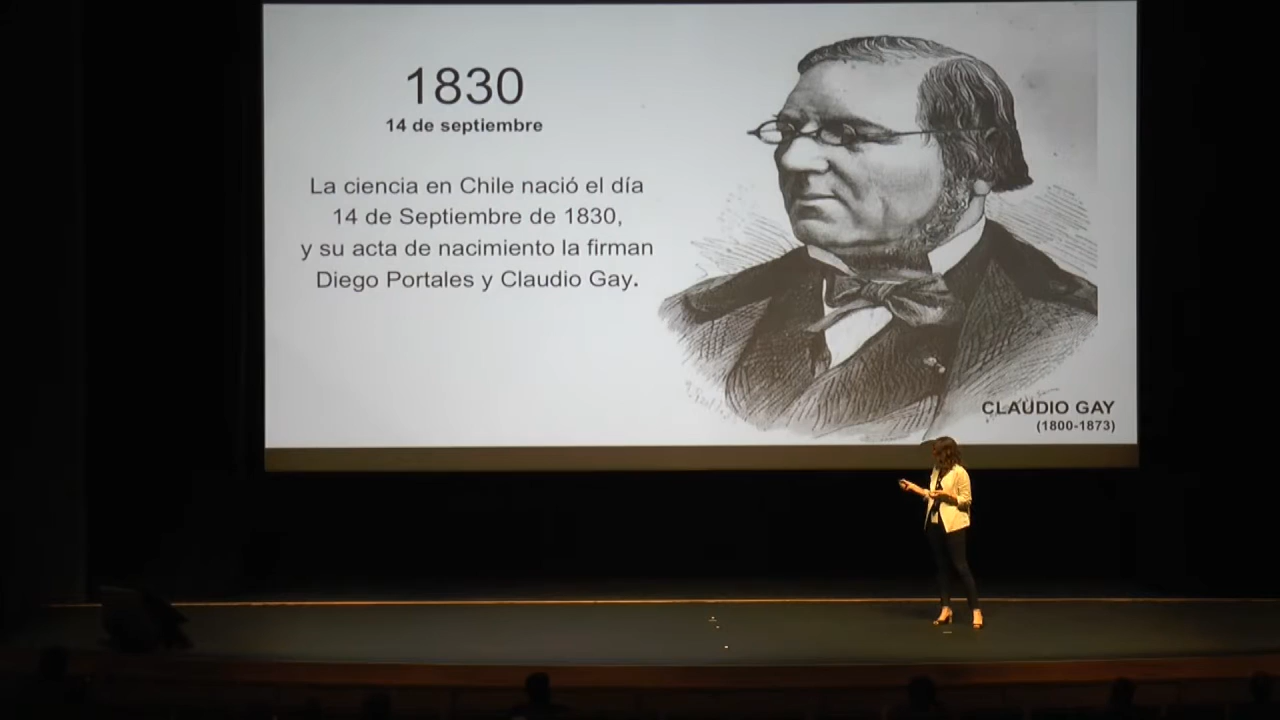 1830
14 de septiembre
La ciencia en Chile nació el día
14 de Septiembre de 1830,
y su acta de nacimiento la firman
Diego Portales y Claudio Gay.
CLAUDIO GAY
(1800-1873)